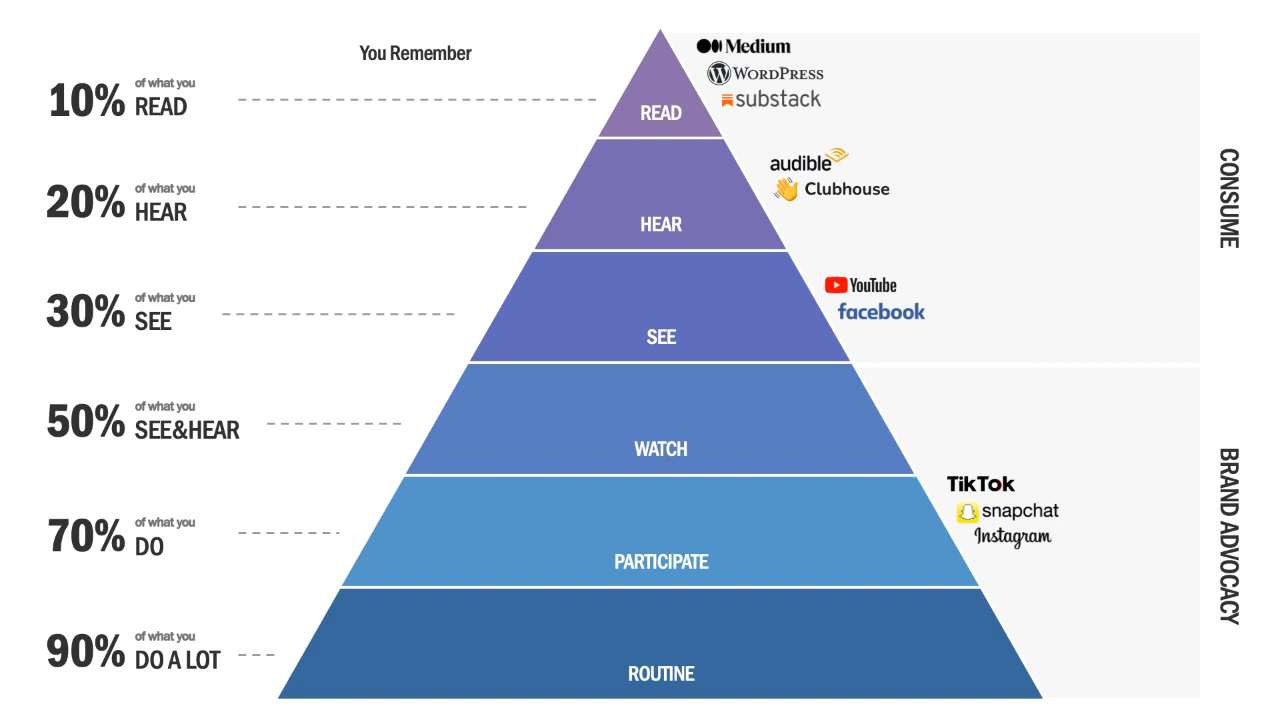 You Remember
10% of what you READ
20% of what you HEAR
30% of what you SEE
50% of what you SEE&HEAR
70% of what you DO
90% of what you DO A LOT
READ
HEAR
SEE
WATCH
PARTICIPATE
ROUTINE
Medium
WORDPRESS
substack
audible
Clubhouse
YouTube
facebook
TikTok
snapchat
Instagram
CONSUME
BRAND ADVOCACY